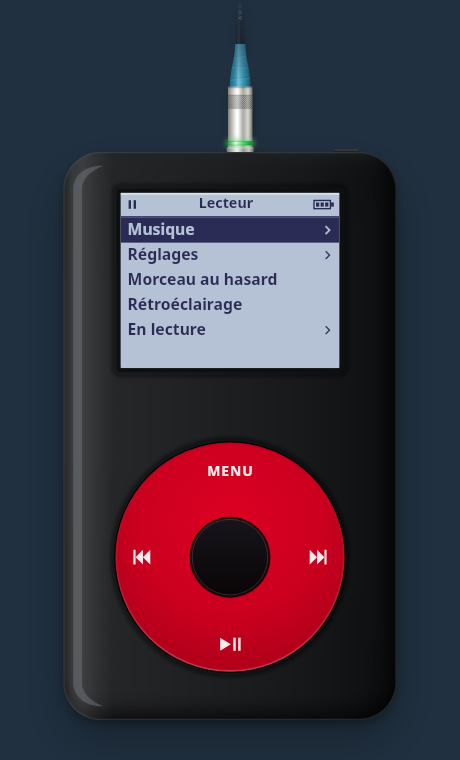 Lecteur
Musique
Réglages
Morceau au hasard
Rétroéclairage
En lecture
MENU